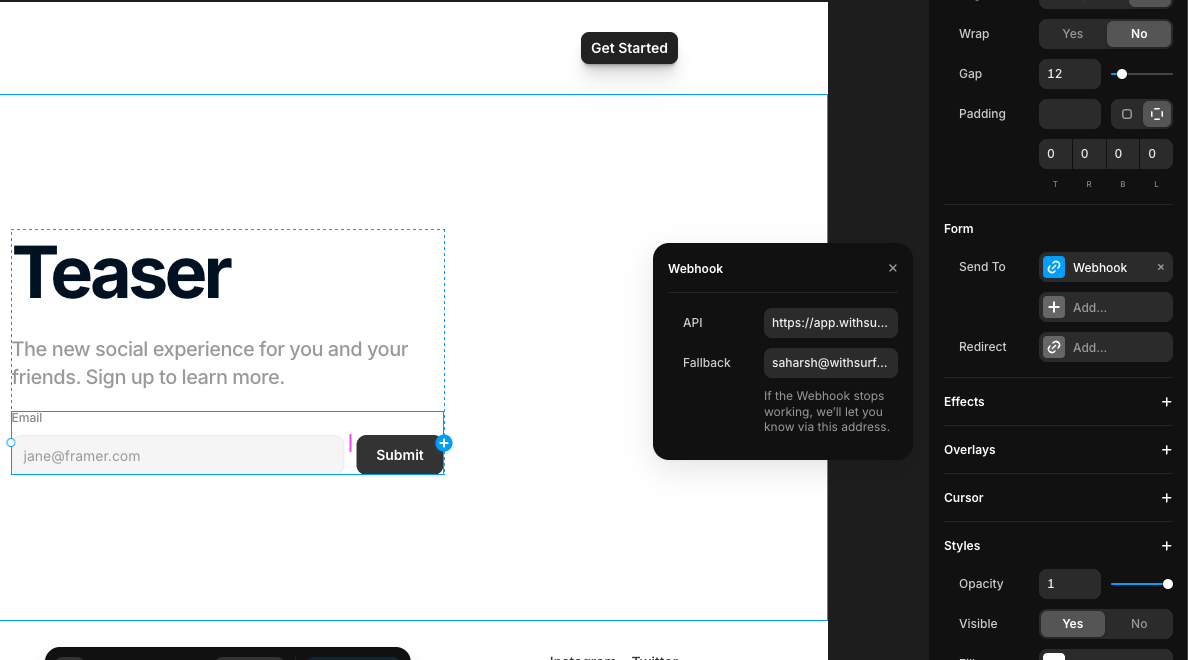 Get Started
Teaser
The new social experience for you and your
friends. Sign up to learn more.
Email
jane@framer.com
Submit
Webhook
API
https://app.withsu...
Fallback
saharsh@withsurf...
If the Webhook stops
working, we’ll let you
know via this address.
Wrap
Yes
No
Gap
12
Padding
0
0
0
0
T
R
B
L
Form
Send To
Webhook
Add...
Redirect
Add...
Effects
Overlays
Cursor
Styles
Opacity
1
Visible
Yes
No
Instagram
Twitter